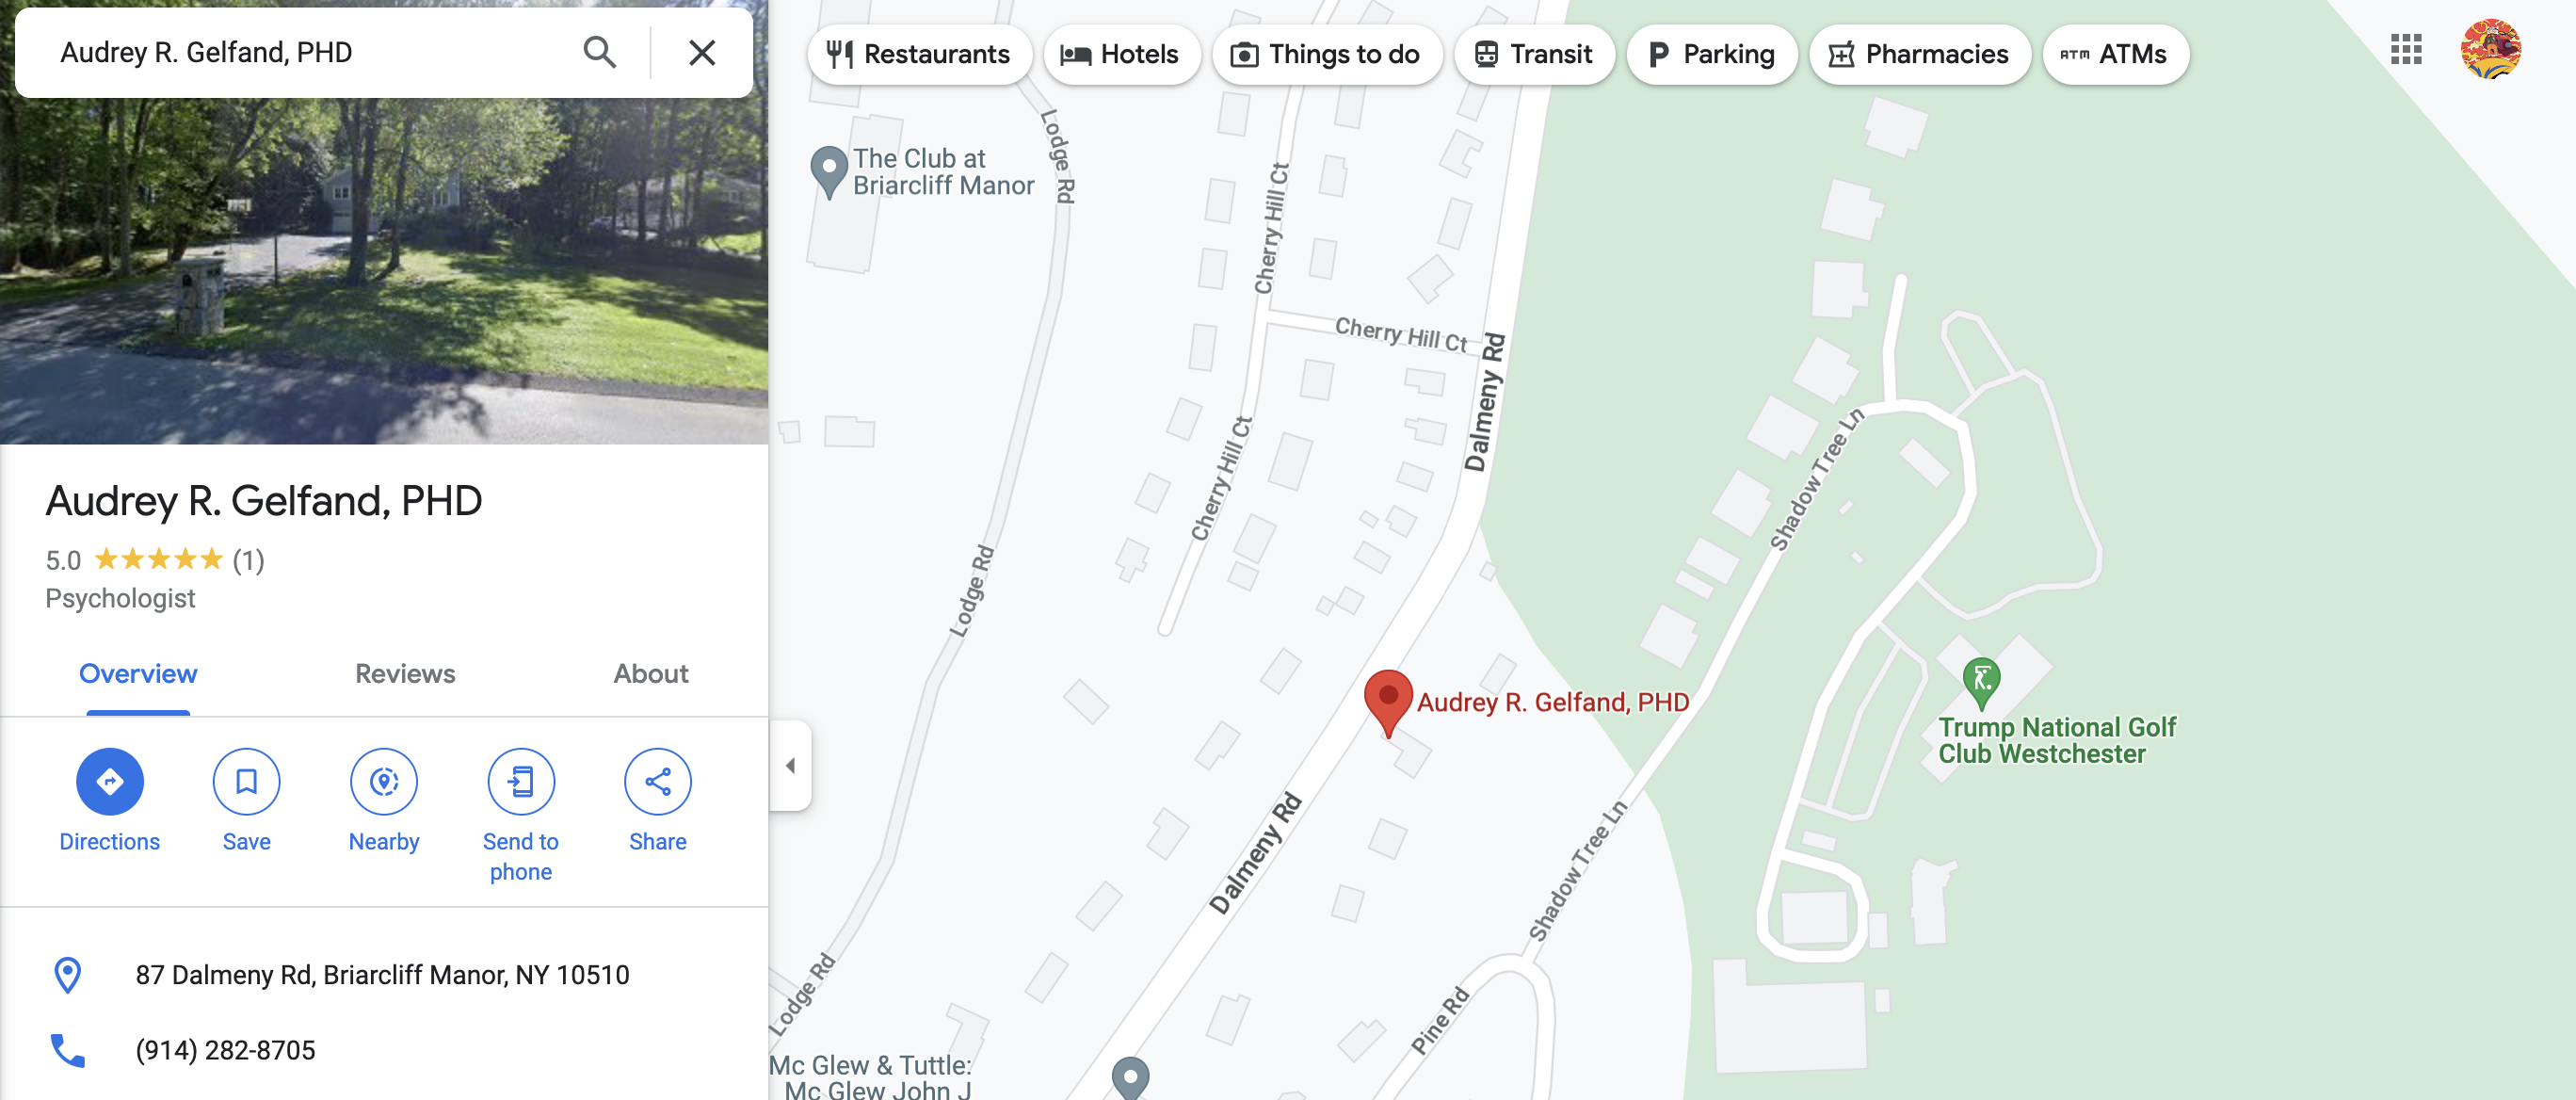 Audrey R. Gelfand, PHD
Restaurants
Hotels
Things to do
Transit
Parking
Pharmacies
ATM ATMs
Audrey R. Gelfand, PHD
5.0 (1)
Psychologist
Overview
Reviews
About
Directions
Save
Nearby
Send to
phone
Share
87 Dalmeny Rd, Briarcliff Manor, NY 10510
(914) 282-8705
The Club at
Briarcliff Manor
Lodge Rd
Cherry Hill Ct
Cherry Hill Ct
Dalmeny Rd
Cherry Hill Ct
Shadow Tree Ln
Lodge Rd
Audrey R. Gelfand, PHD
Trump National Golf
Club Westchester
Dalmeny Rd
Shadow Tree Ln
Lodge Rd
Pine Rd
Mc Glew & Tuttle:
Mc Glew John J